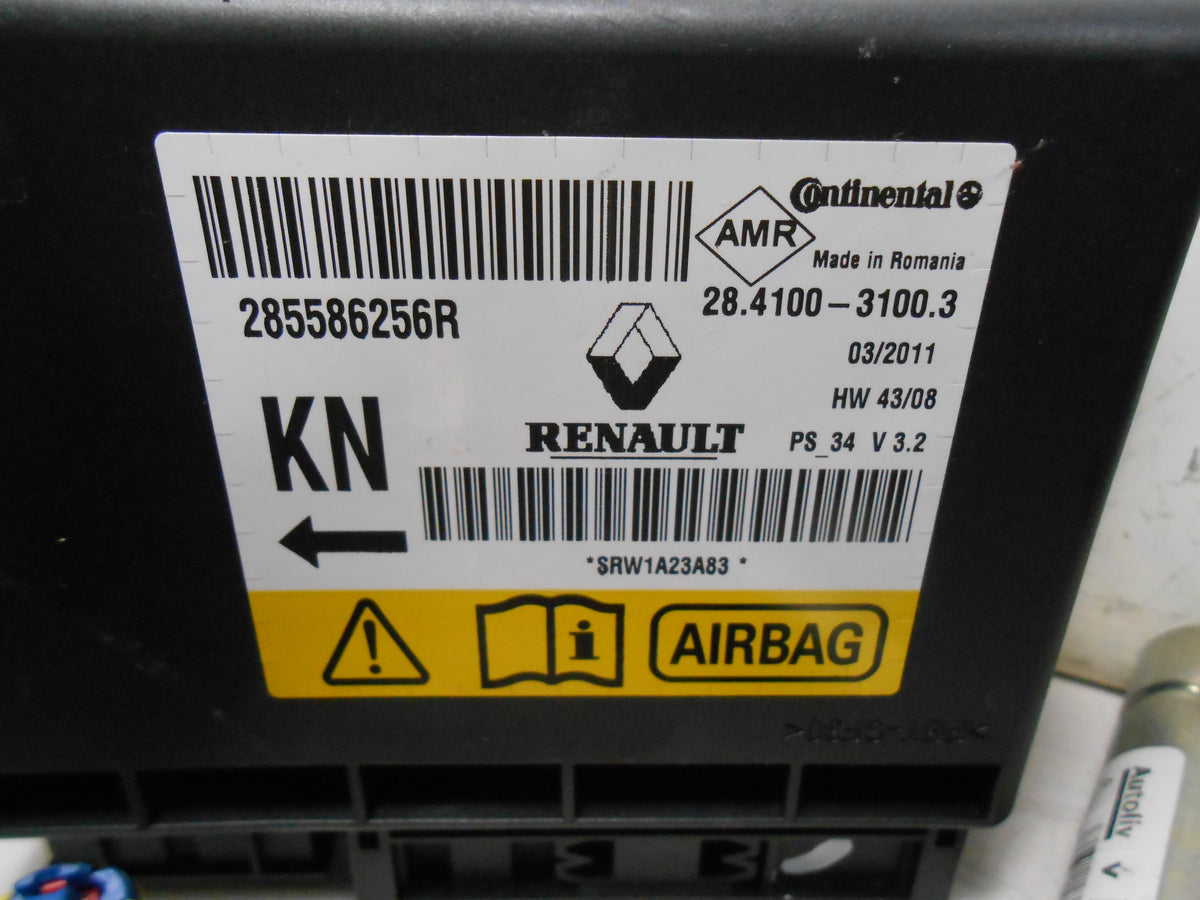 Continental
AMR
Made in Romania
285586256R
28.4100-3100.3
03/2011
HW 43/08
KN
RENAULT
PS_34 V 3.2
*SRW1A23A83 *
i
AIRBAG
Autoliv